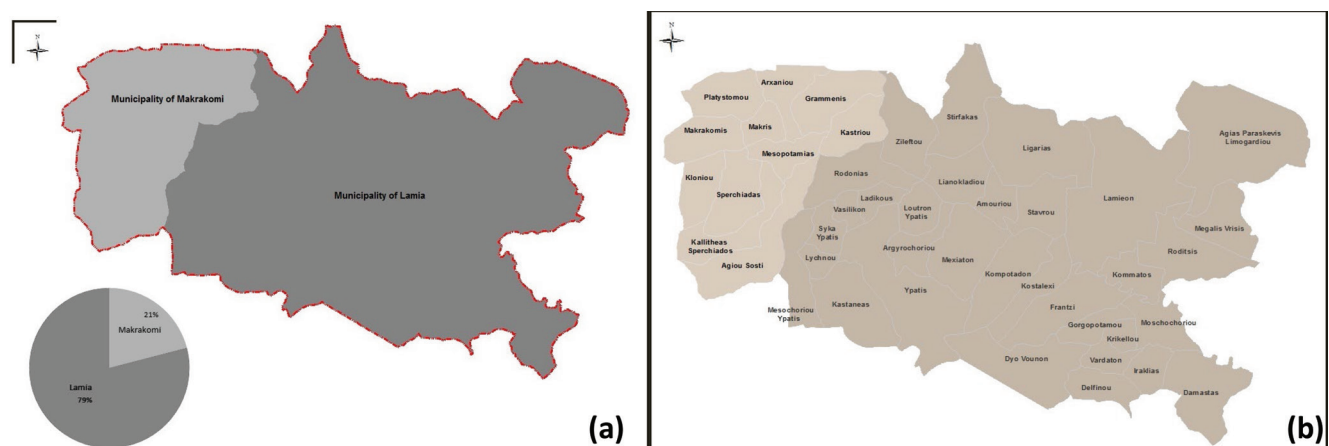 N
Municipality of Makrakomi
Municipality of Lamia
21%
Makrakomi
Lamia
79%
(a)
N
Arxaniou
Platystomou
Grammenis
Stirfakas
Makrakomis
Makris
Kastriou
Zileftou
Ligarias
Agias Paraskevis
Limogardiou
Mesopotamias
Kloniou
Rodonias
Lianokladiou
Sperchiadas
Ladikous
Vasilikon
Loutron
Ypatis
Amouriou
Stavrou
Lamieon
Syka
Ypatis
Megalis Vrisis
Kallitheas
Sperchiados
Argyrochoriou
Roditsis
Agiou Sosti
Lychnou
Mexiaton
Kompotadon
Kommatos
Kostalexi
Mesochoriou
Ypatis
Kastaneas
Ypatis
Frantzi
Gorgopotamou
Moschochoriou
Krikellou
Dyo Vounon
Vardaton
Iraklias
Delfinou
Damastas
(b)